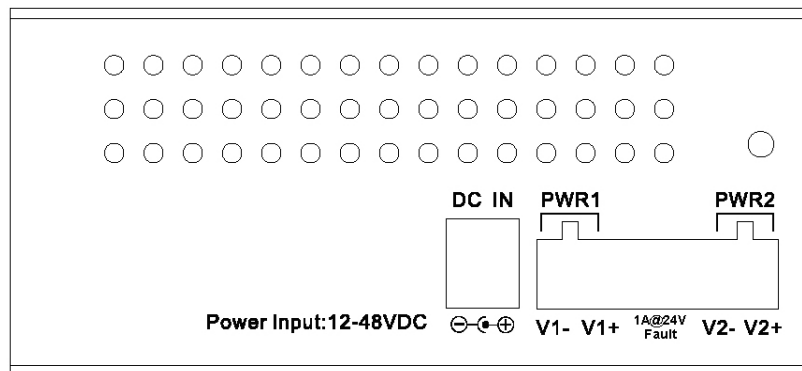 DC IN
PWR1
PWR2
Power Input:12-48VDC
V1- V1+
1A@24V
Fault
V2- V2+